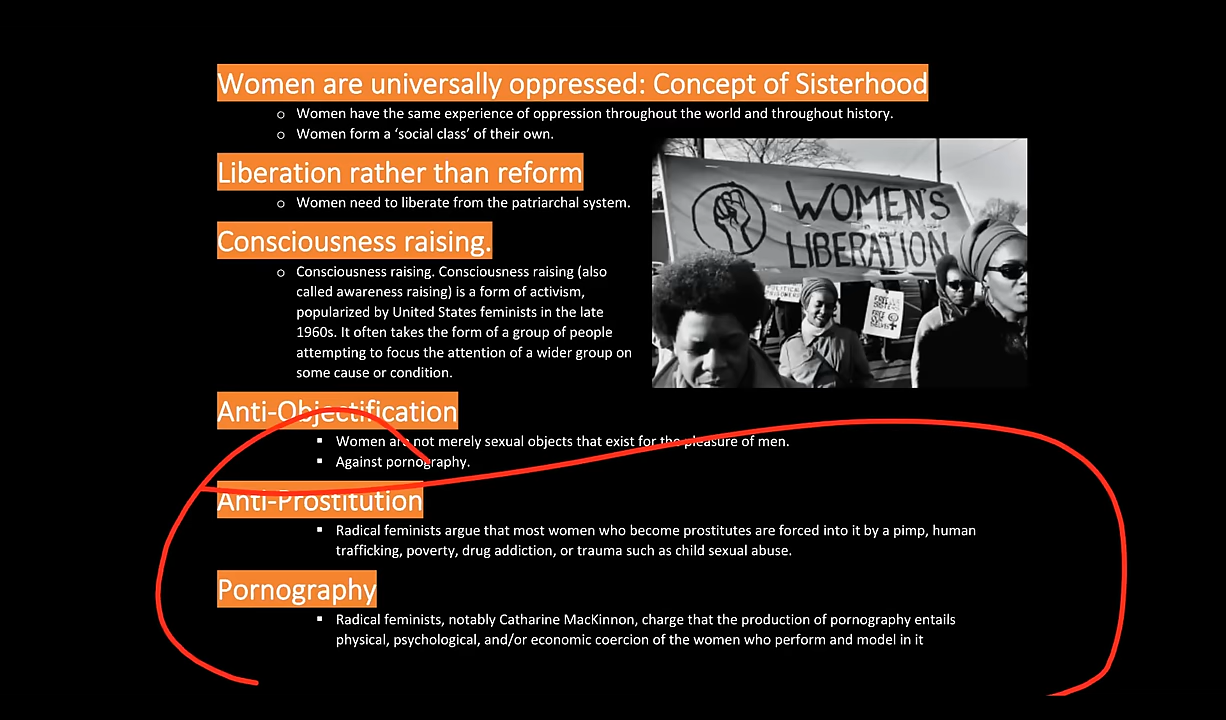 Women are universally oppressed: Concept of Sisterhood
Women have the same experience of oppression throughout the world and throughout history.
Women form a ‘social class’ of their own.
Liberation rather than reform
Women need to liberate from the patriarchal system.
Consciousness raising.
Consciousness raising. Consciousness raising (also
called awareness raising) is a form of activism,
popularized by United States feminists in the late
1960s. It often takes the form of a group of people
attempting to focus the attention of a wider group on
some cause or condition.
WOMEN'S
LIBERATION
FREE OUR
SISTERS
FREE
Anti-Objectification
Women are not merely sexual objects that exist for the pleasure of men.
Against pornography.
Anti-Prostitution
Radical feminists argue that most women who become prostitutes are forced into it by a pimp, human
trafficking, poverty, drug addiction, or trauma such as child sexual abuse.
Pornography
Radical feminists, notably Catharine MacKinnon, charge that the production of pornography entails
physical, psychological, and/or economic coercion of the women who perform and model in it